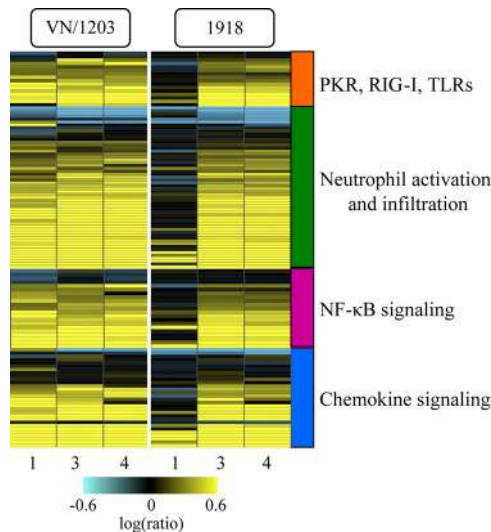 VN/1203 1918
PKR, RIG-I, TLRs
Neutrophil activation
and infiltration
NF-κB signaling
Chemokine signaling
1 3 4 1 3 4
-0.6 0 0.6
log(ratio)